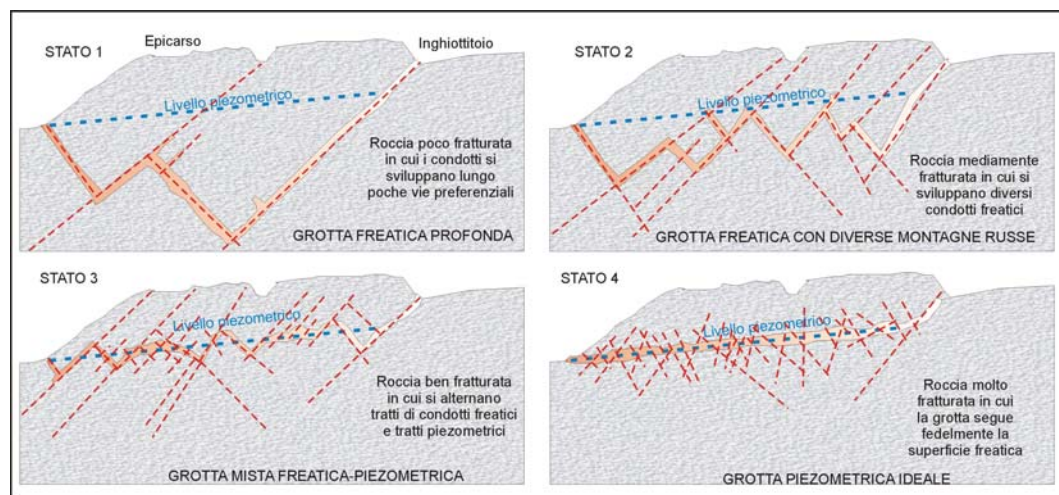 STATO 1
Epicarso
Inghiottitoio
Livello piezometrico
Roccia poco fratturata
in cui i condotti si
sviluppano lungo
poche vie preferenziali
GROTTA FREATICA PROFONDA
STATO 2
Livello piezometrico
Roccia mediamente
fratturata in cui si
sviluppano diversi
condotti freatici
GROTTA FREATICA CON DIVERSE MONTAGNE RUSSE
STATO 3
Livello piezometrico
Roccia ben fratturata
in cui si alternano
tratti di condotti freatici
e tratti piezometrici
GROTTA MISTA FREATICA-PIEZOMETRICA
STATO 4
Livello piezometrico
Roccia molto
fratturata in cui
la grotta segue
fedelmente la
superficie freatica
GROTTA PIEZOMETRICA IDEALE